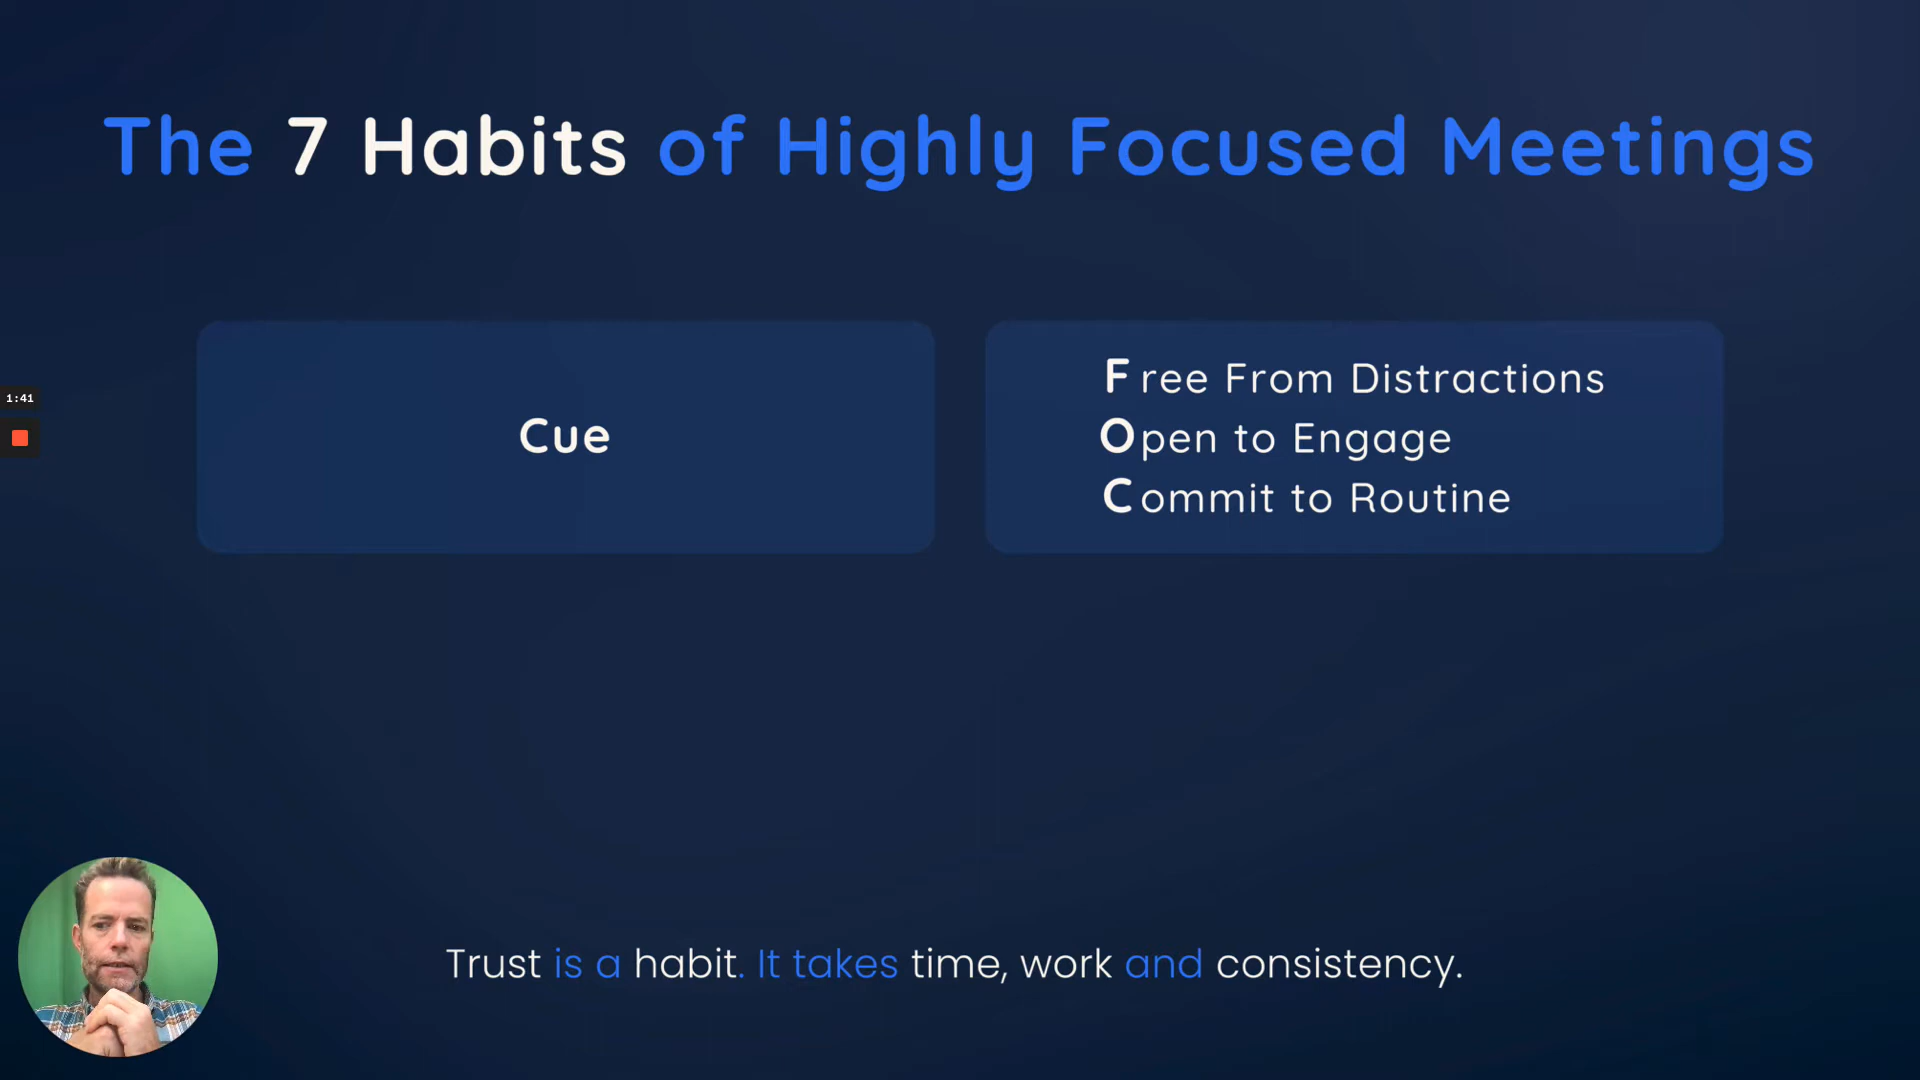 The 7 Habits of Highly Focused Meetings
Cue
Free From Distractions
Open to Engage
Commit to Routine
1:41
Trust is a habit. It takes time, work and consistency.